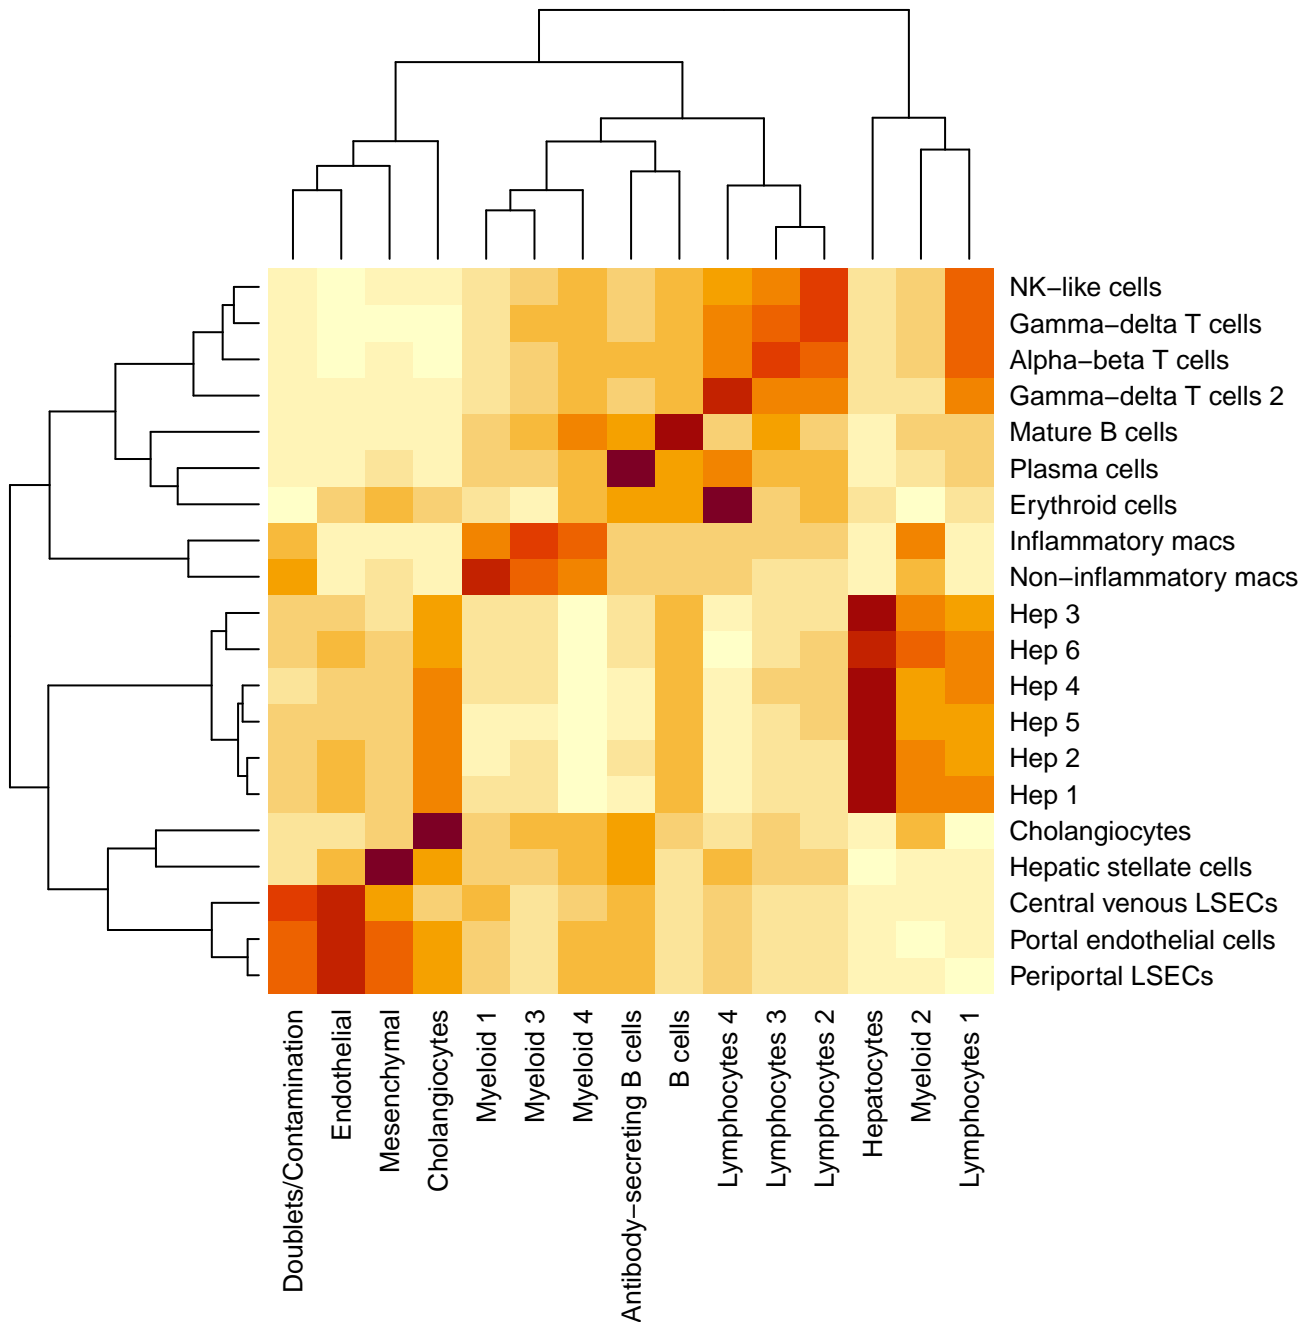 NK−like cells
Gamma−delta T cells
Alpha−beta T cells
Gamma−delta T cells 2
Mature B cells
Plasma cells
Erythroid cells
Inflammatory macs
Non−inflammatory macs
Hep 3
Hep 6
Hep 4
Hep 5
Hep 2
Hep 1
Cholangiocytes
Hepatic stellate cells
Central venous LSECs
Portal endothelial cells
Periportal LSECs
Doublets/Contamination
Endothelial
Mesenchymal
Cholangiocytes
Myeloid 1
Myeloid 3
Myeloid 4
Antibody−secreting B cells
B cells
Lymphocytes 4
Lymphocytes 3
Lymphocytes 2
Hepatocytes
Myeloid 2
Lymphocytes 1